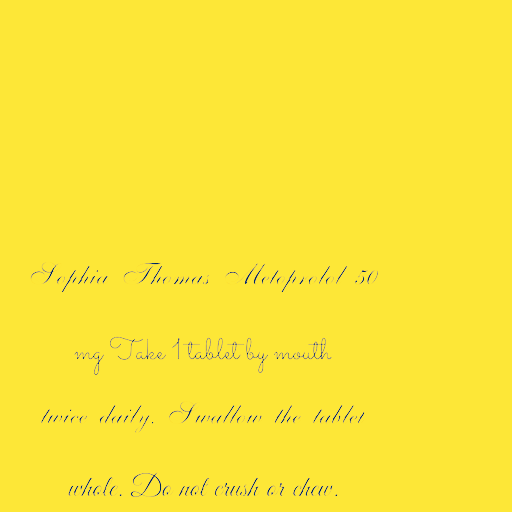 Sophia Thomas Metoprolol 50
mg Take 1 tablet by mouth
twice daily. Swallow the tablet
whole. Do not crush or chew.